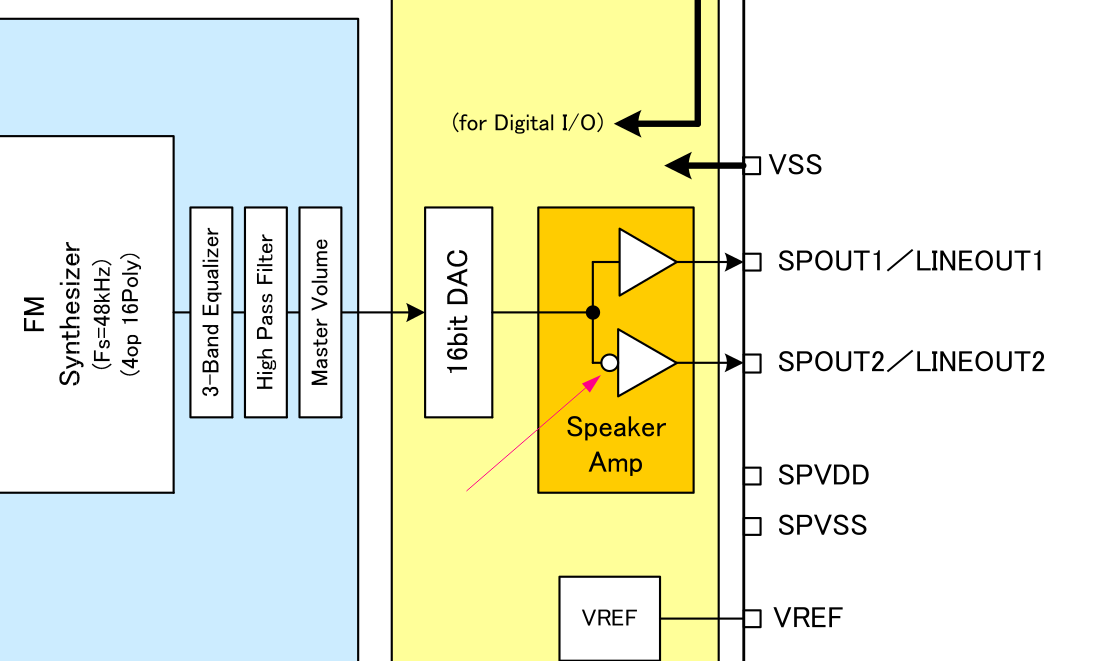 (for Digital I/O)
VSS
FM
Synthesizer
(Fs=48kHz)
(4op 16Poly)
3-Band Equalizer
High Pass Filter
Master Volume
16bit DAC
SPOUT1／LINEOUT1
SPOUT2／LINEOUT2
Speaker
Amp
SPVDD
SPVSS
VREF
VREF